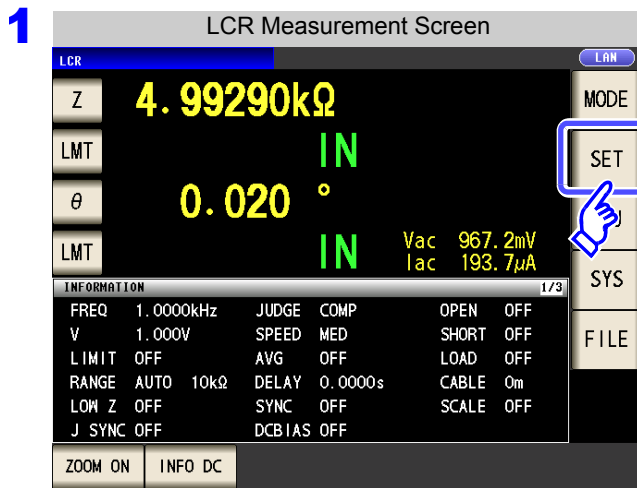 1
LCR Measurement Screen
LCR
LAN
Z 4.99290kΩ
MODE
LMT IN
SET
θ 0.020 °
LMT IN
Vac 967.2mV
Iac 193.7μA
SYS
FILE
INFORMATION 1/3
FREQ 1.0000kHz JUDGE COMP OPEN OFF
V 1.000V SPEED MED SHORT OFF
LIMIT OFF AVG OFF LOAD OFF
RANGE AUTO 10kΩ DELAY 0.0000s CABLE 0m
LOW Z OFF SYNC OFF SCALE OFF
J SYNC OFF DCBIAS OFF
ZOOM ON INFO DC